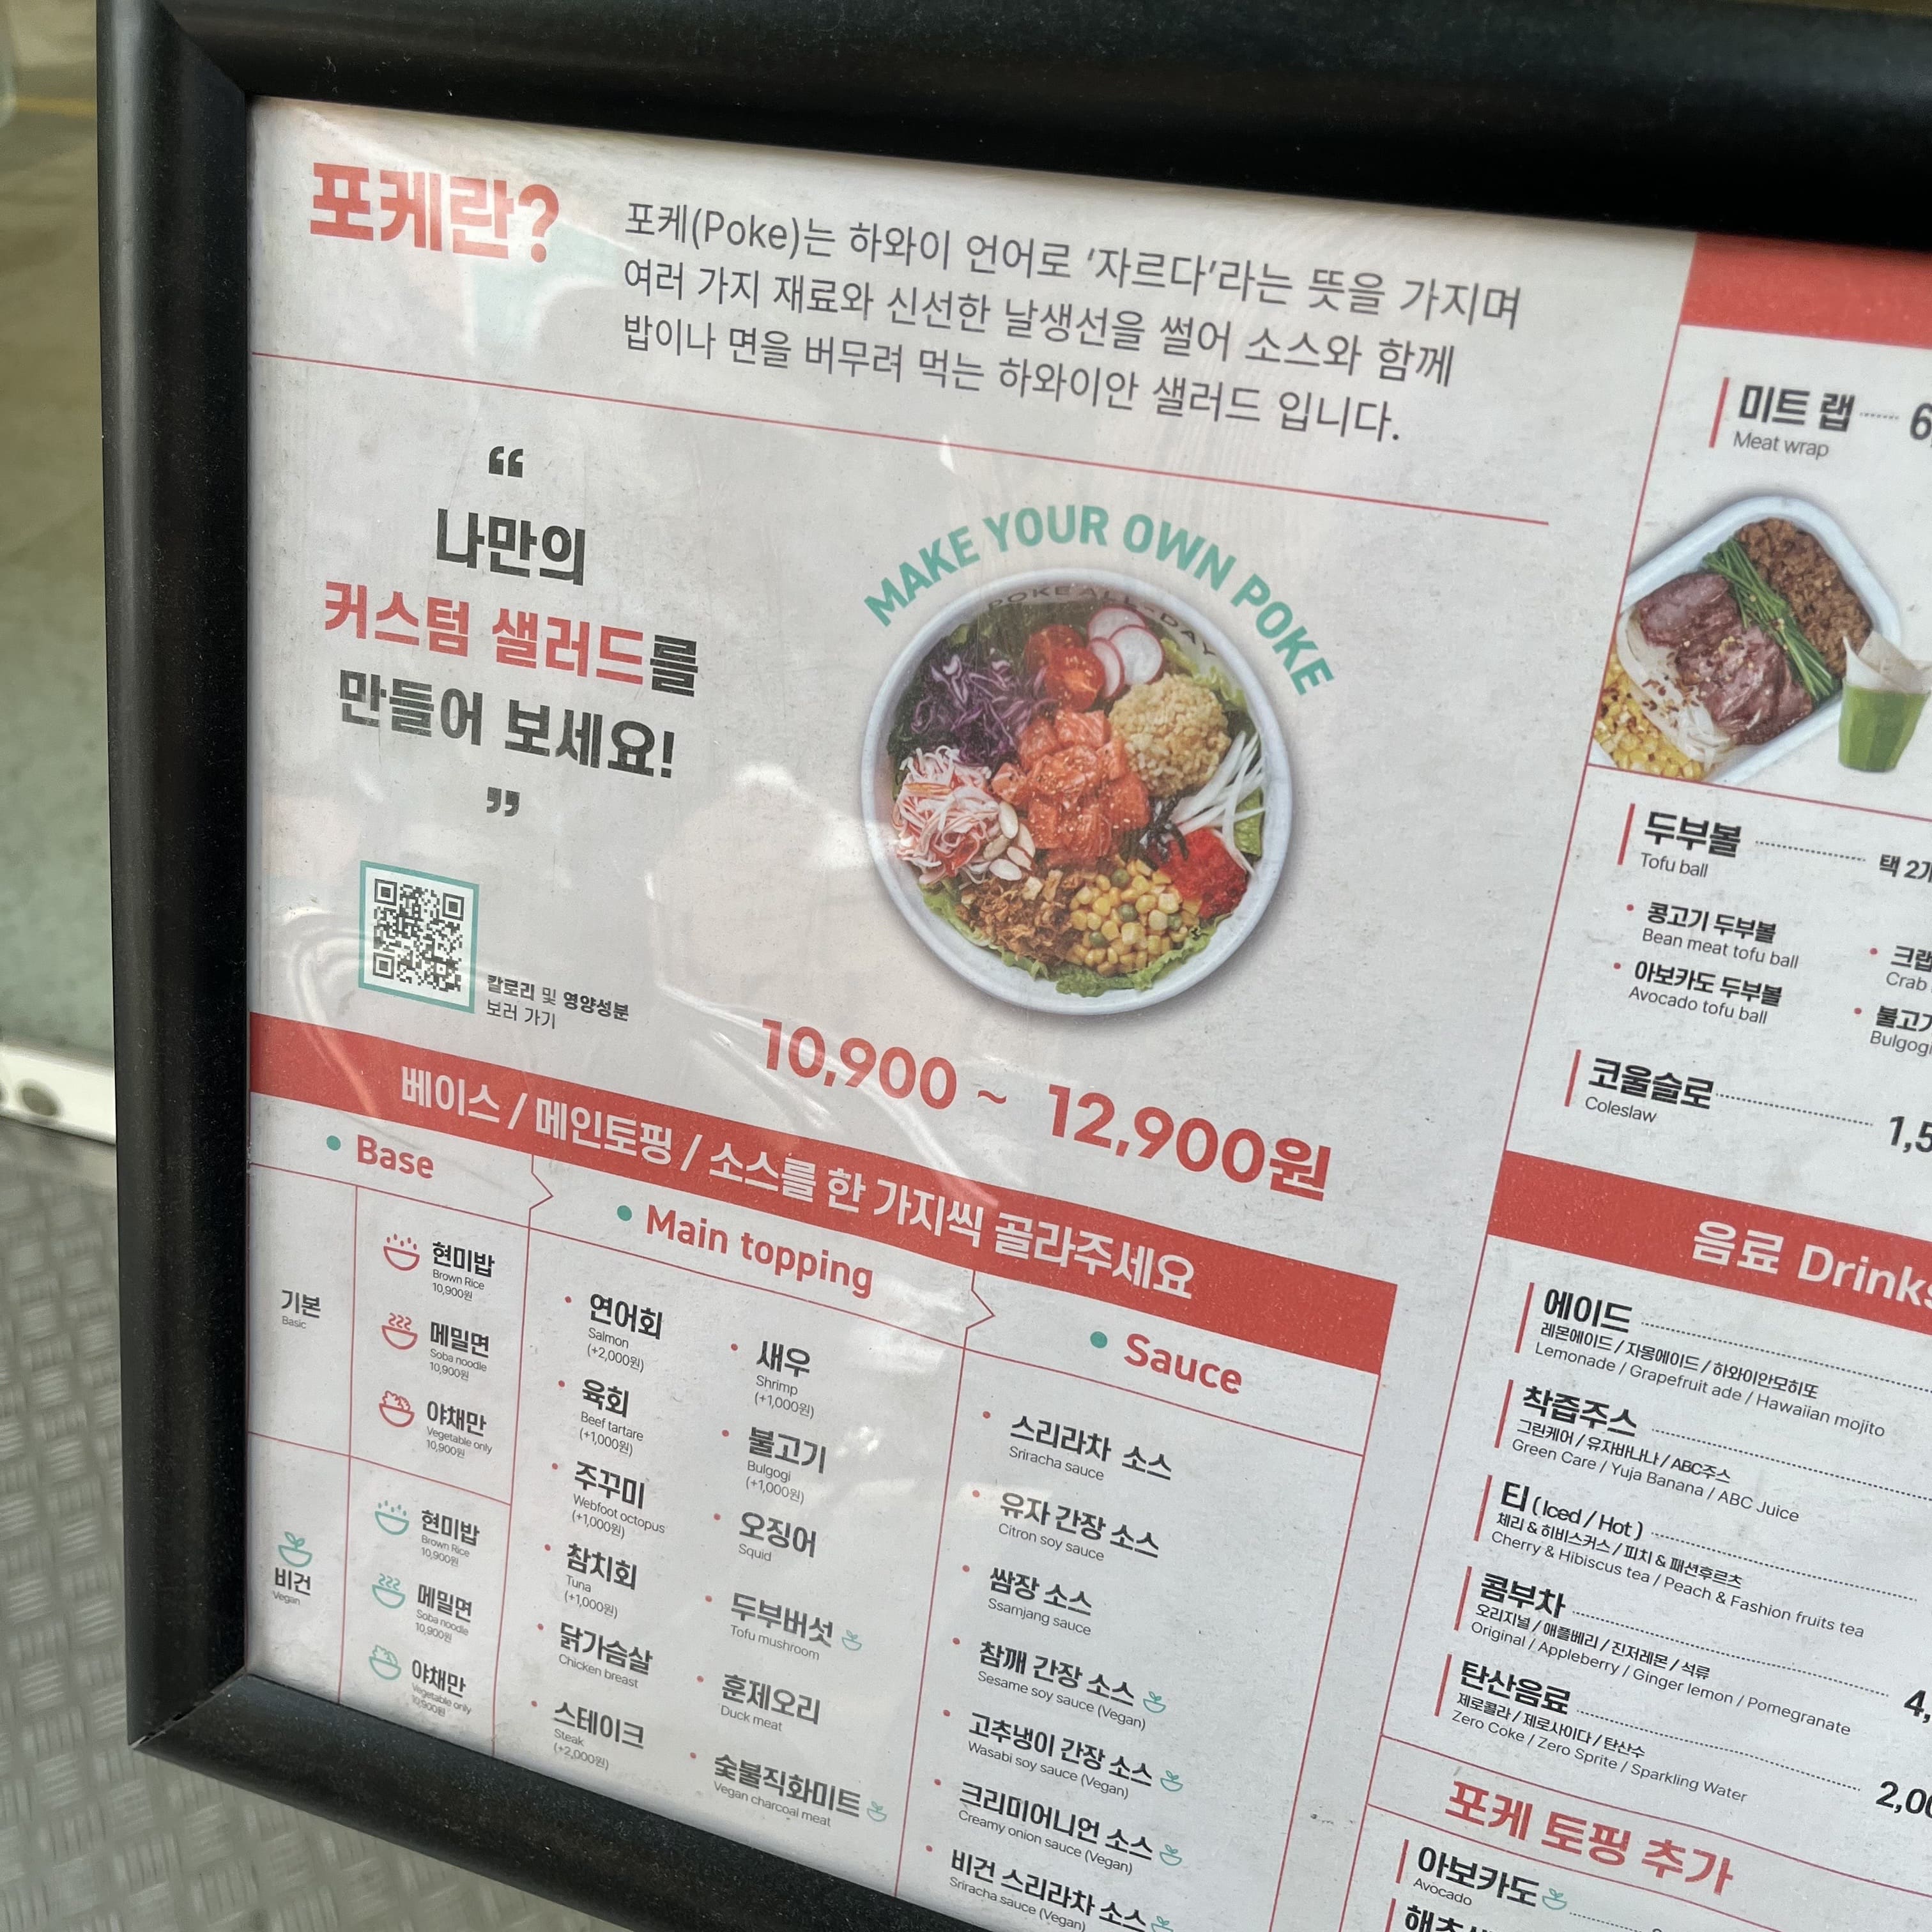 포케란?
포케(Poke)는 하와이 언어로 '자르다'라는 뜻을 가지며
여러 가지 재료와 신선한 날생선을 썰어 소스와 함께
밥이나 면을 버무려 먹는 하와이안 샐러드 입니다.
“
나만의
커스텀 샐러드를
만들어 보세요!
”
칼로리 및 영양성분
보러 가기
MAKE YOUR OWN POKE
POKE ALL-DAY
10,900 ~ 12,900원
베이스 / 메인토핑 / 소스를 한 가지씩 골라주세요
• Base
기본
Basic
현미밥
Brown Rice
10,900원
메밀면
Soba noodle
10,900원
야채만
Vegetable only
10,900원
비건
Vegan
현미밥
Brown Rice
10,900원
메밀면
Soba noodle
10,900원
야채만
Vegetable only
10,900원
• Main topping
• 연어회
Salmon
(+2,000원)
• 육회
Beef tartare
(+1,000원)
• 주꾸미
Webfoot octopus
(+1,000원)
• 참치회
Tuna
(+1,000원)
• 닭가슴살
Chicken breast
• 스테이크
Steak
(+2,000원)
• 새우
Shrimp
(+1,000원)
• 불고기
Bulgogi
(+1,000원)
• 오징어
Squid
• 두부버섯
Tofu mushroom
• 훈제오리
Duck meat
• 숯불직화미트
Vegan charcoal meat
• Sauce
• 스리라차 소스
Sriracha sauce
• 유자 간장 소스
Citron soy sauce
• 쌈장 소스
Ssamjang sauce
• 참깨 간장 소스
Sesame soy sauce (Vegan)
• 고추냉이 간장 소스
Wasabi soy sauce (Vegan)
• 크리미어니언 소스
Creamy onion sauce (Vegan)
• 비건 스리라차 소스
Sriracha sauce (Vegan)
미트 랩 6,
Meat wrap
두부볼 택 2개
Tofu ball
• 콩고기 두부볼
Bean meat tofu ball
• 아보카도 두부볼
Avocado tofu ball
• 크랩
Crab
• 불고기
Bulgogi
코울슬로 1,5
Coleslaw
음료 Drinks
에이드
레몬에이드 / 자몽에이드 / 하와이안모히또
Lemonade / Grapefruit ade / Hawaiian mojito
착즙주스
그린케어 / 유자바나나 / ABC주스
Green Care / Yuja Banana / ABC Juice
티 ( Iced / Hot )
체리 & 히비스커스 / 피치 & 패션후르츠
Cherry & Hibiscus tea / Peach & Fashion fruits tea
콤부차 4,
오리지널 / 애플베리 / 진저레몬 / 석류
Original / Appleberry / Ginger lemon / Pomegranate
탄산음료 2,00
제로콜라 / 제로사이다 / 탄산수
Zero Coke / Zero Sprite / Sparkling Water
포케 토핑 추가
아보카도
Avocado